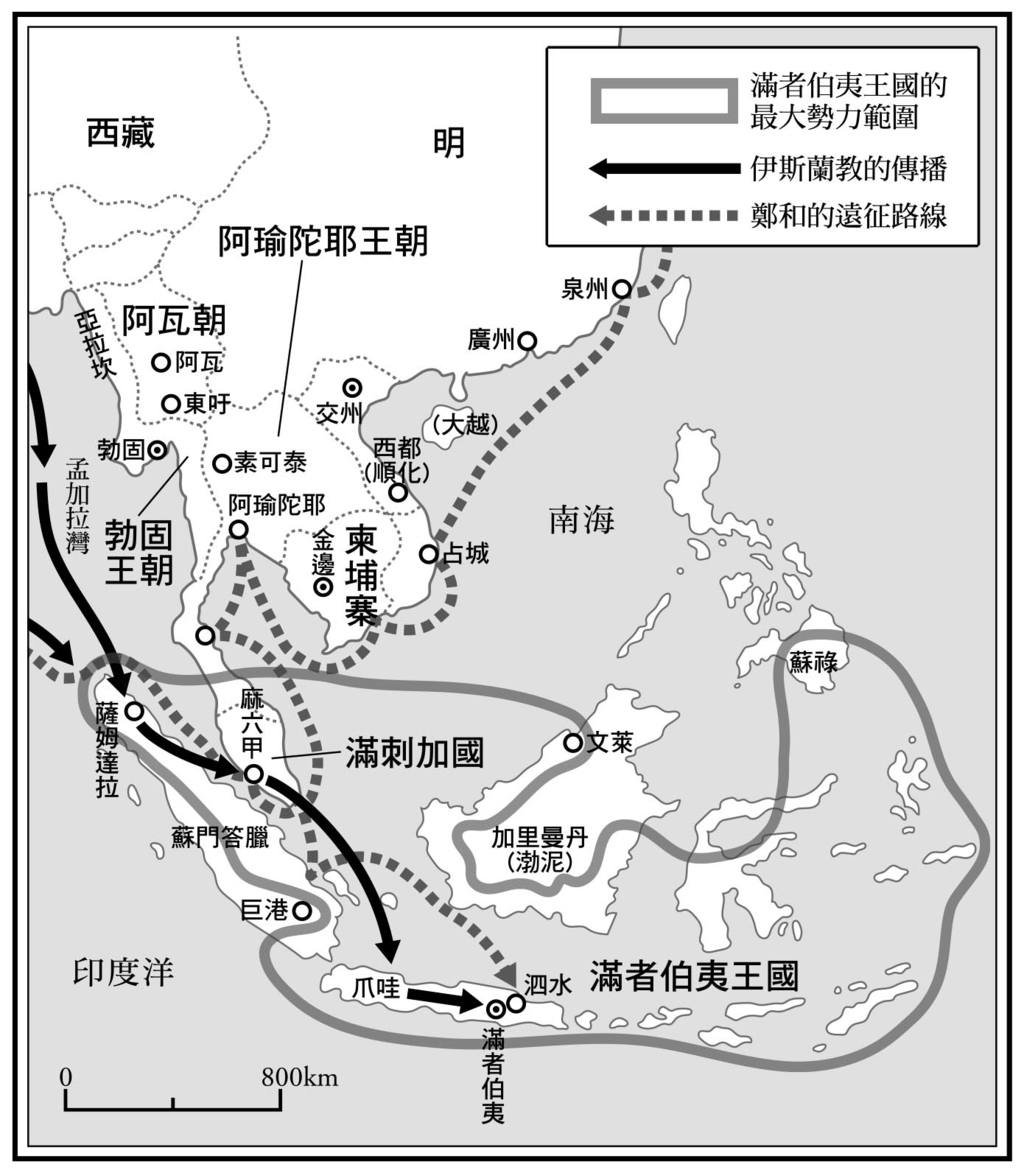 滿者伯夷王國的
最大勢力範圍
伊斯蘭教的傳播
鄭和的遠征路線
西藏
明
阿瑜陀耶王朝
泉州
阿瓦朝
亞拉坎
廣州
阿瓦
東吁
交州
(大越)
勃固
西都
(順化)
素可泰
孟加拉灣
阿瑜陀耶
南海
勃固
王朝
金邊
柬埔寨
占城
蘇祿
麻六甲
薩姆達拉
滿剌加國
文萊
蘇門答臘
加里曼丹
(渤泥)
巨港
印度洋
爪哇
泗水
滿者伯夷王國
滿者伯夷
0
800km